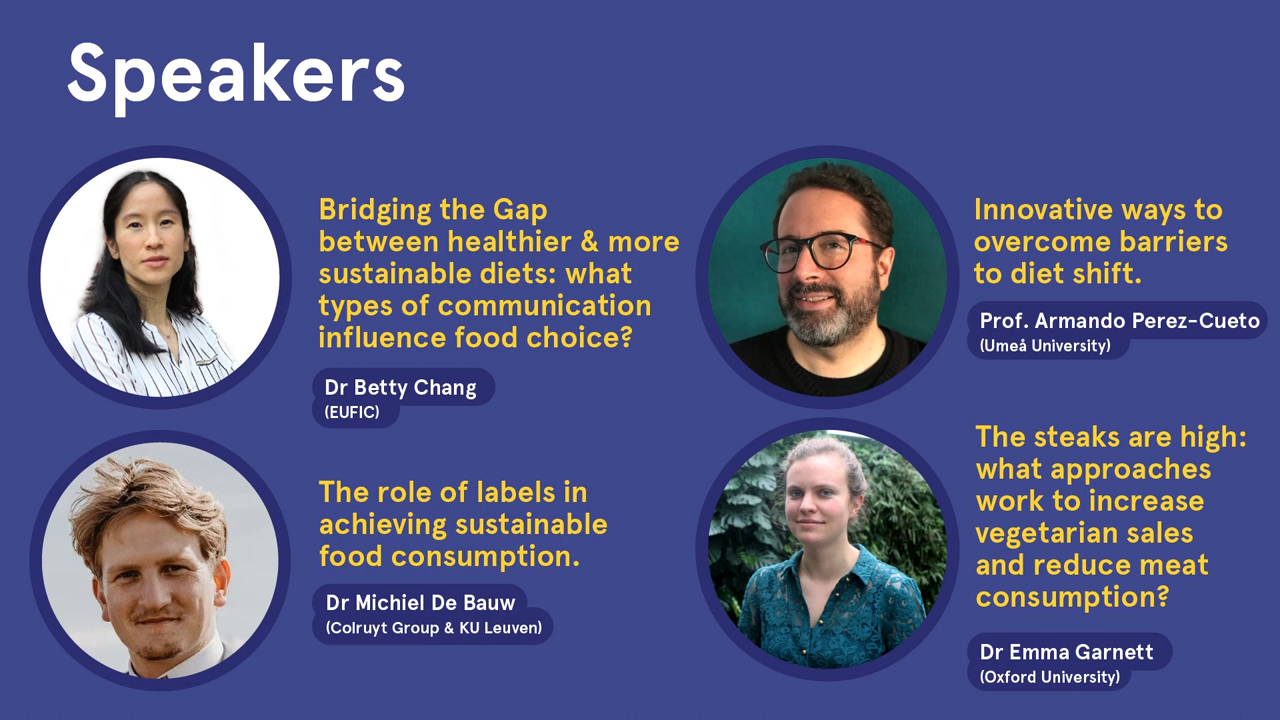 Speakers
Bridging the Gap
between healthier & more
sustainable diets: what
types of communication
influence food choice?
Dr Betty Chang
(EUFIC)
Innovative ways to
overcome barriers
to diet shift.
Prof. Armando Perez-Cueto
(Umeå University)
The role of labels in
achieving sustainable
food consumption.
Dr Michiel De Bauw
(Colruyt Group & KU Leuven)
The steaks are high:
what approaches
work to increase
vegetarian sales
and reduce meat
consumption?
Dr Emma Garnett
(Oxford University)